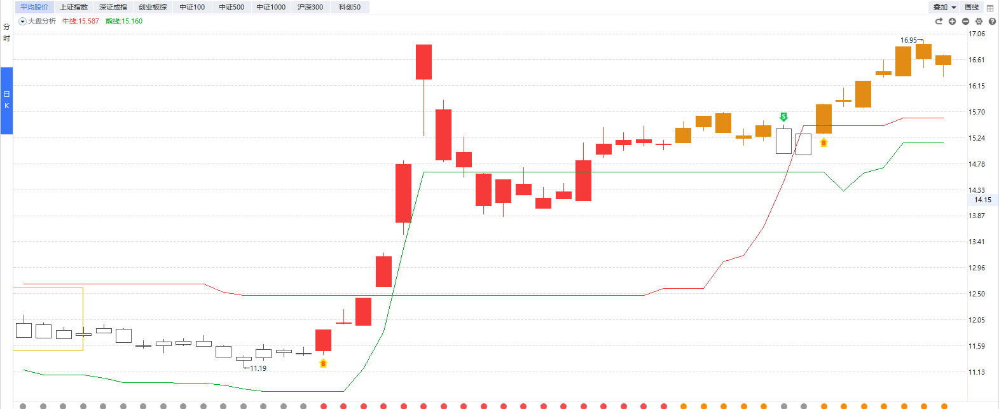 平均股价 上证指数 深证成指 创业板综 中证100 中证500 中证1000 沪深300 科创50 叠加 画线
大盘分析 牛线:15.587 熊线:15.160
分时
日K
17.06
16.95
16.61
16.15
15.70
S
15.24
B
14.78
14.33
14.15
13.87
13.41
12.96
12.50
12.05
11.59
B
11.19
11.13